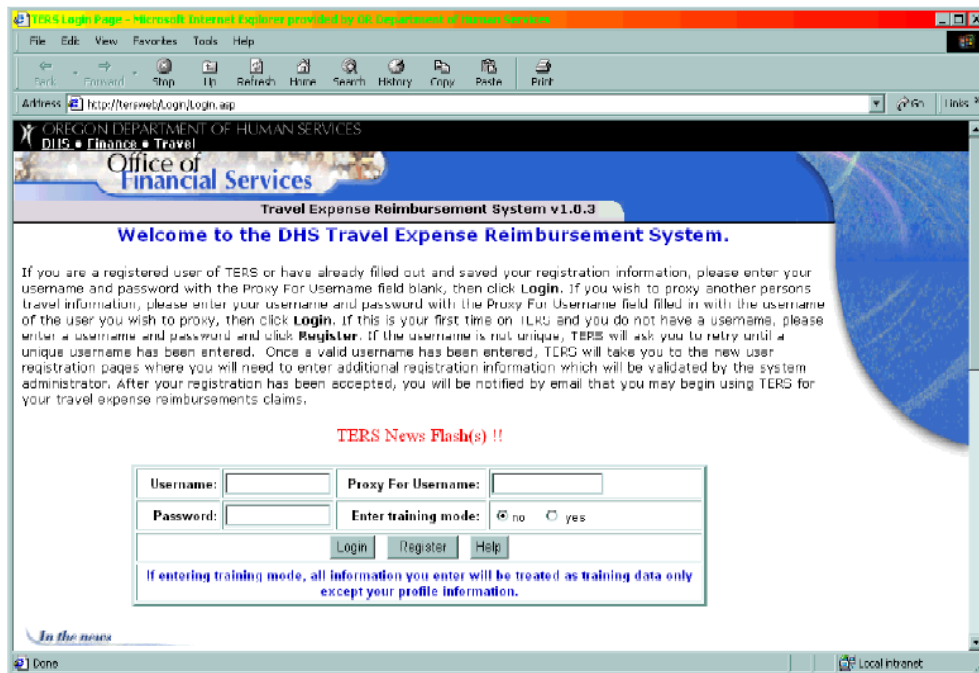 TERS Login Page - Microsoft Internet Explorer provided by OR Department of Human Services
File Edit View Favorites Tools Help
Back Forward Stop Up Refresh Home Search History Copy Paste Print
Address http://tersweb/Login/Login.asp Go Links »
OREGON DEPARTMENT OF HUMAN SERVICES
DHS • Finance • Travel
Office of
Financial Services
Travel Expense Reimbursement System v1.0.3
Welcome to the DHS Travel Expense Reimbursement System.
If you are a registered user of TERS or have already filled out and saved your registration information, please enter your
username and password with the Proxy For Username field blank, then click Login. If you wish to proxy another persons
travel information, please enter your username and password with the Proxy For Username field filled in with the username
of the user you wish to proxy, then click Login. If this is your first time on TERS and you do not have a username, please
enter a username and password and click Register. If the username is not unique, TERS will ask you to retry until a
unique username has been entered. Once a valid username has been entered, TERS will take you to the new user
registration pages where you will need to enter additional registration information which will be validated by the system
administrator. After your registration has been accepted, you will be notified by email that you may begin using TERS for
your travel expense reimbursements claims.
TERS News Flash(s) !!
Username: Proxy For Username:
Password: Enter training mode: no yes
Login Register Help
If entering training mode, all information you enter will be treated as training data only
except your profile information.
In the news
Done Local intranet